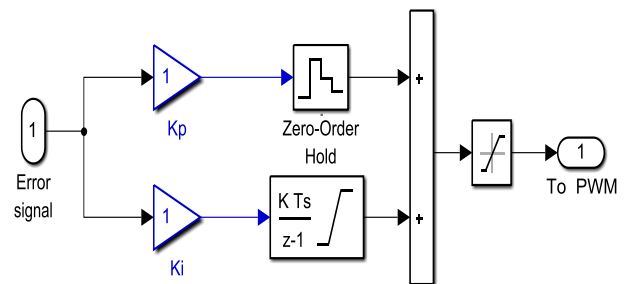 1
Error
signal
1
Kp
Zero-Order
Hold
1
Ki
K Ts
z-1
+
+
1
To PWM